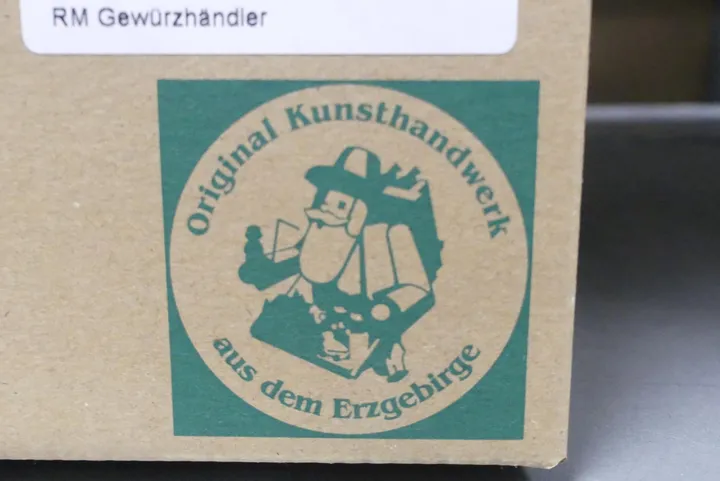 RM Gewürzhändler
Original Kunsthandwerk
aus dem Erzgebirge